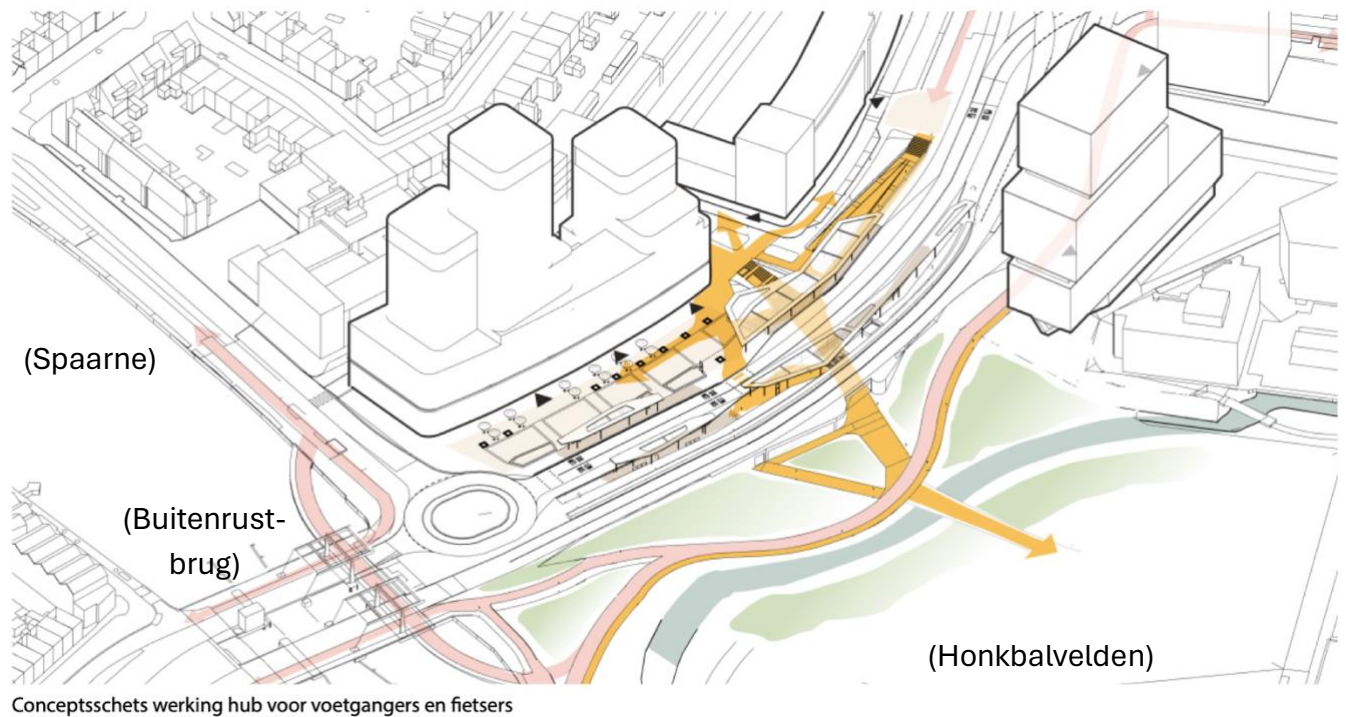 (Spaarne)
(Buitenrust-
brug)
(Honkbalvelden)
Conceptsschets werking hub voor voetgangers en fietsers